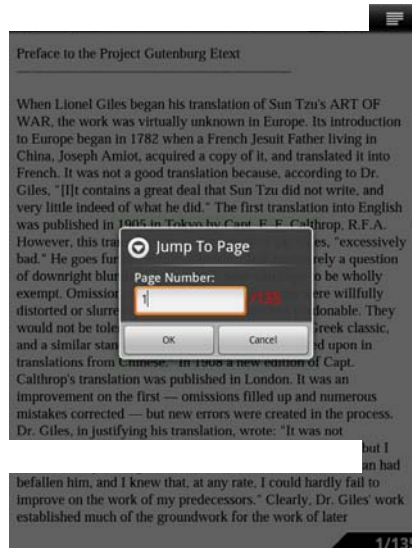 Preface to the Project Gutenburg Etext
When Lionel Giles began his translation of Sun Tzu's ART OF
WAR, the work was virtually unknown in Europe. Its introduction
to Europe began in 1782 when a French Jesuit Father living in
China, Joseph Amiot, acquired a copy of it, and translated it into
French. It was not a good translation because, according to Dr.
Giles, "[I]t contains a great deal that Sun Tzu did not write, and
very little indeed of what he did." The first translation into English
was published in 1905 in Tokyo by Capt. E. F. Calthrop, R.F.A.
However, this tra es, "excessively
bad." He goes fur rely a question
of downright blur o be wholly
exempt. Omissio ere willfully
distorted or slurre donable. They
would not be tole Greek classic,
and a similar stan ed upon in
translations from Chinese." In 1908 a new edition of Capt.
Calthrop's translation was published in London. It was an
improvement on the first — omissions filled up and numerous
mistakes corrected — but new errors were created in the process.
Dr. Giles, in justifying his translation, wrote: "It was not
but I
an had
befallen him, and I knew that, at any rate, I could hardly fail to
improve on the work of my predecessors." Clearly, Dr. Giles' work
established much of the groundwork for the work of later
Jump To Page
Page Number:
1 /135
OK Cancel
1/135